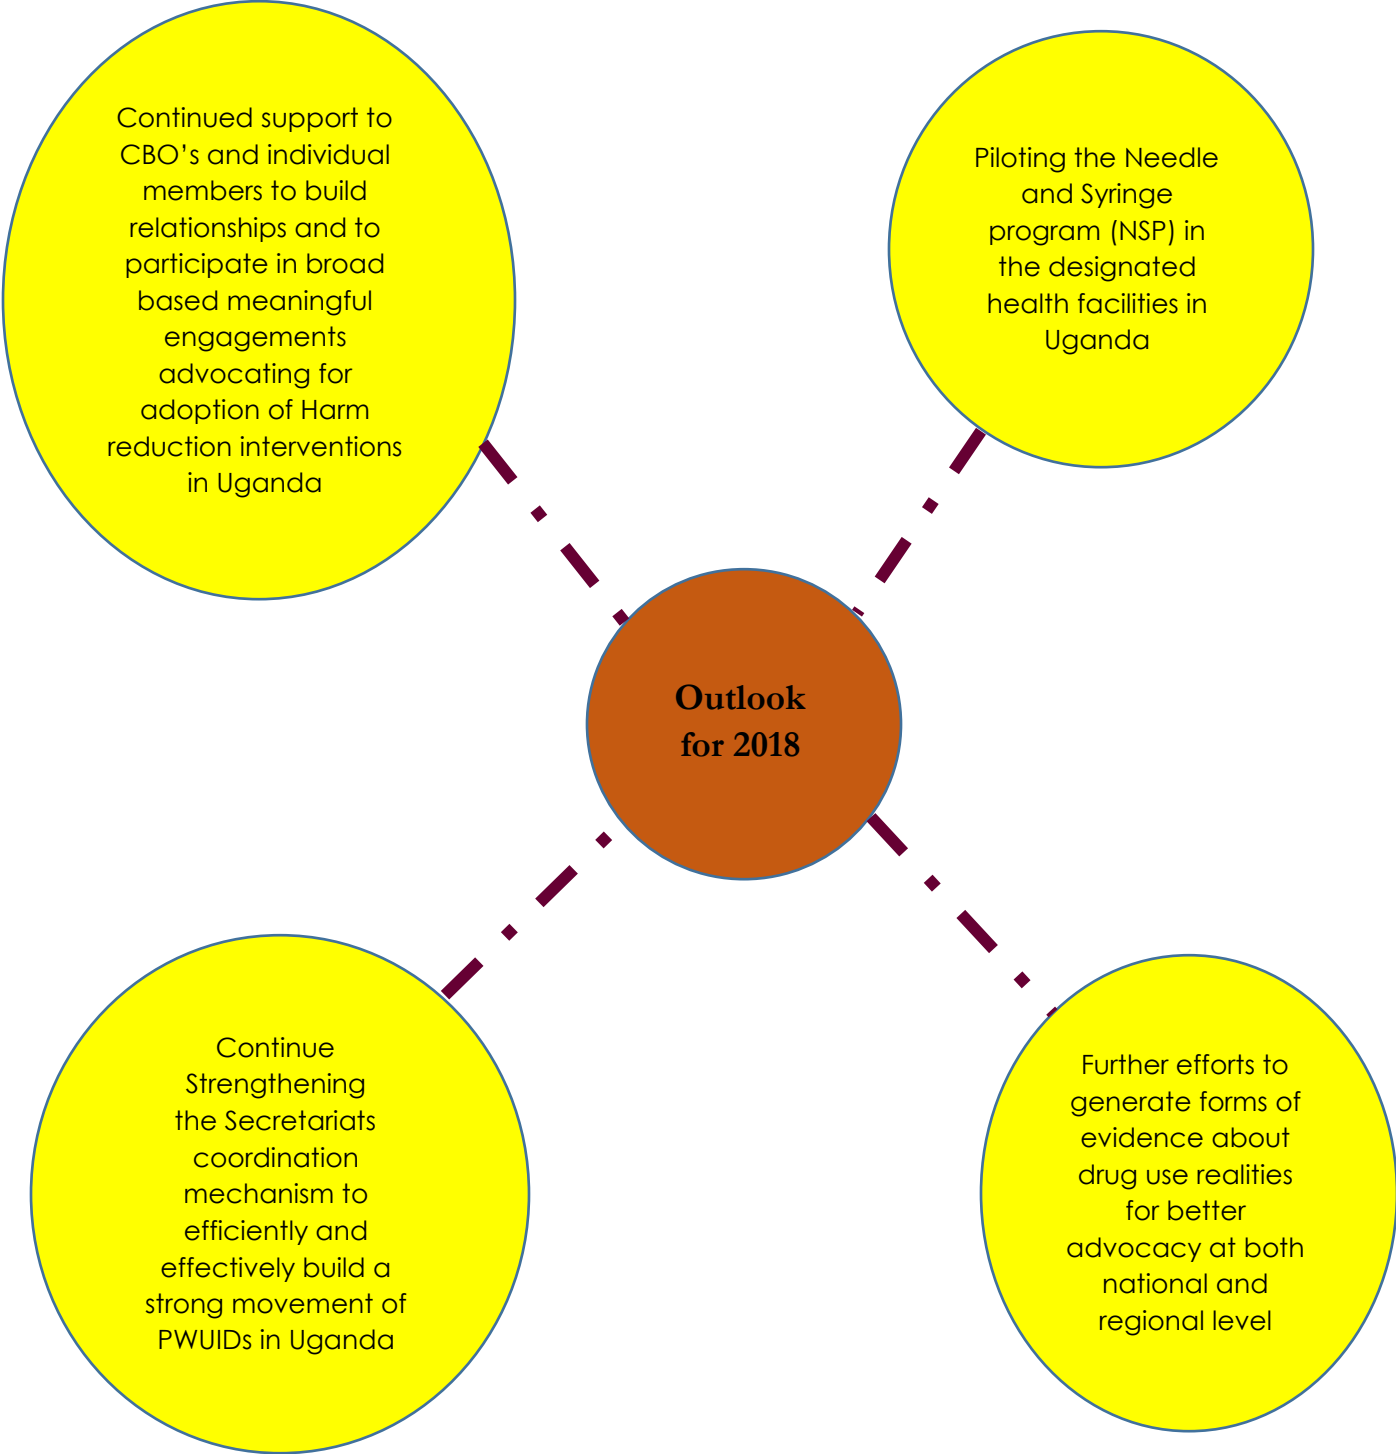 Continued support to
CBO's and individual
members to build
relationships and to
participate in broad
based meaningful
engagements
advocating for
adoption of Harm
reduction interventions
in Uganda
Piloting the Needle
and Syringe
program (NSP) in
the designated
health facilities in
Uganda
Outlook
for 2018
Continue
Strengthening
the Secretariats
coordination
mechanism to
efficiently and
effectively build a
strong movement of
PWUIDs in Uganda
Further efforts to
generate forms of
evidence about
drug use realities
for better
advocacy at both
national and
regional level